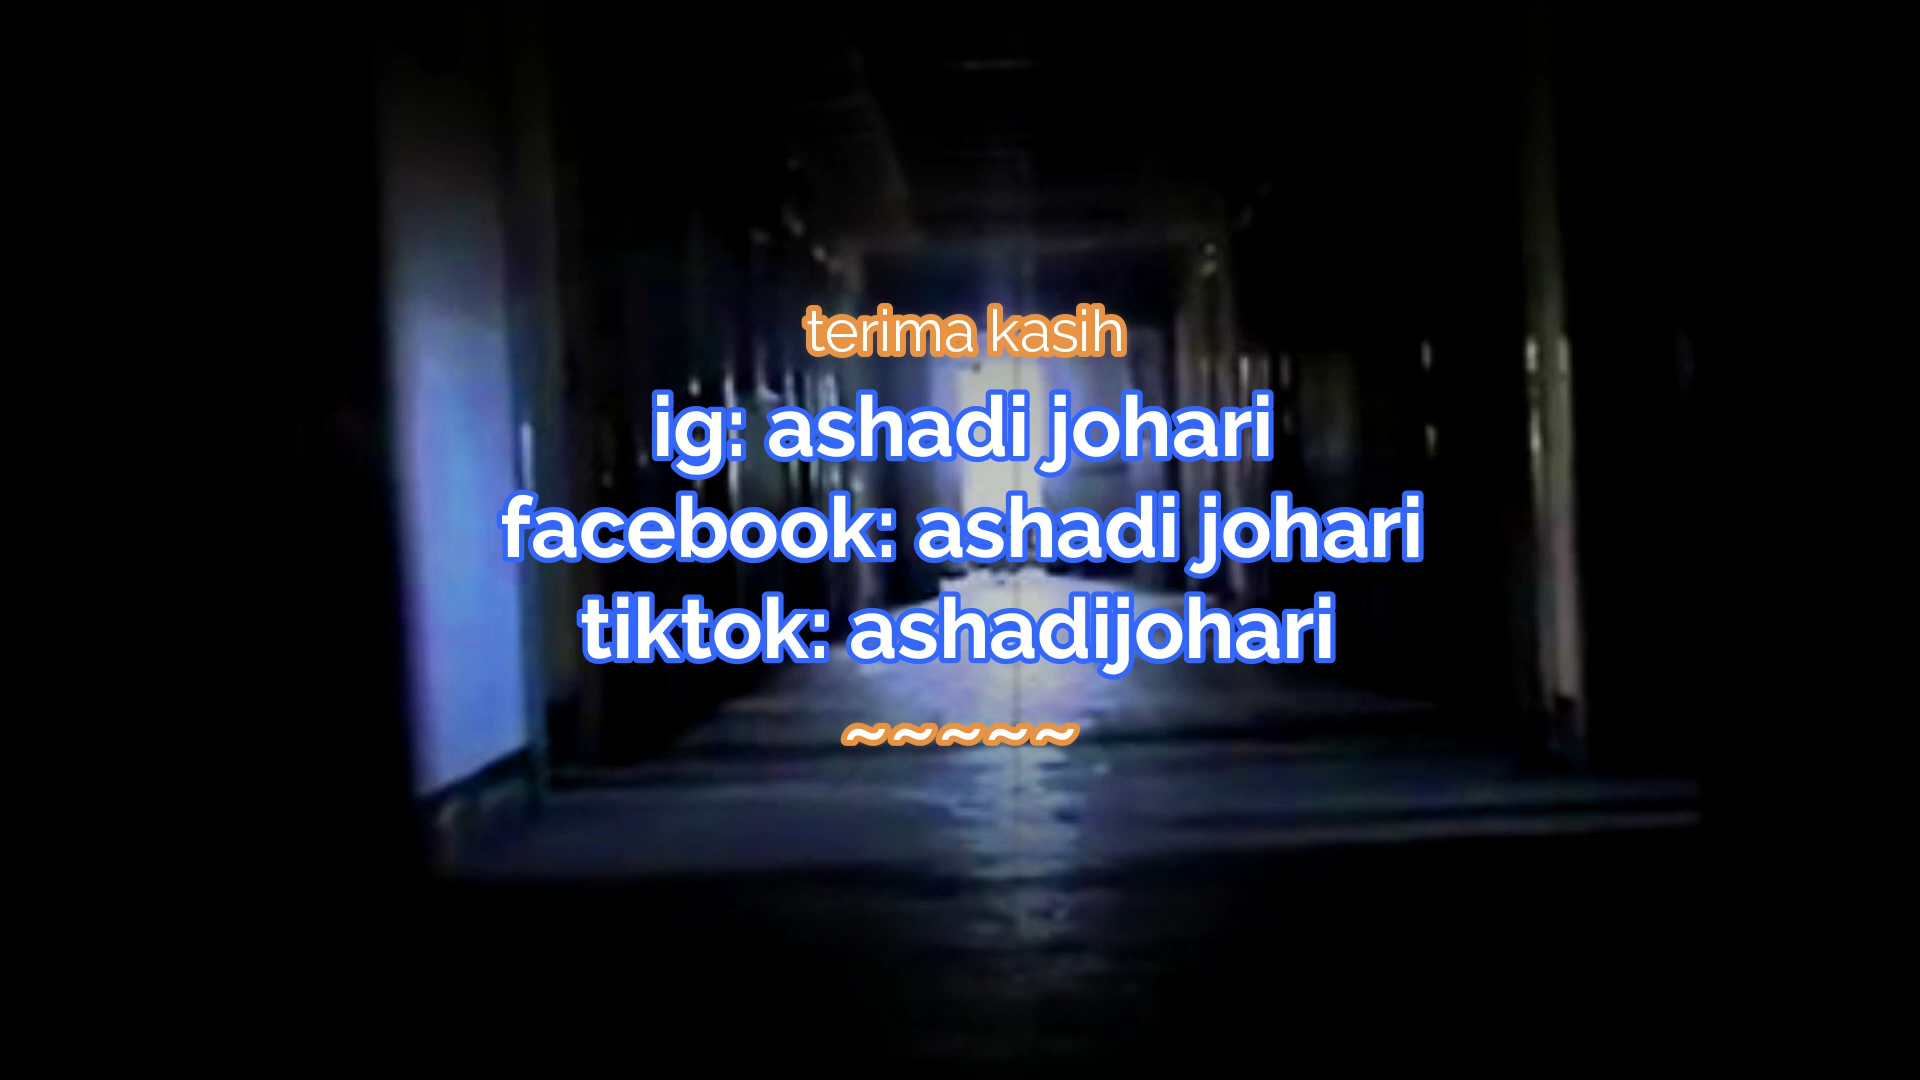 terima kasih
ig: ashadi johari
facebook: ashadi johari
tiktok: ashadijohari
~~~~~